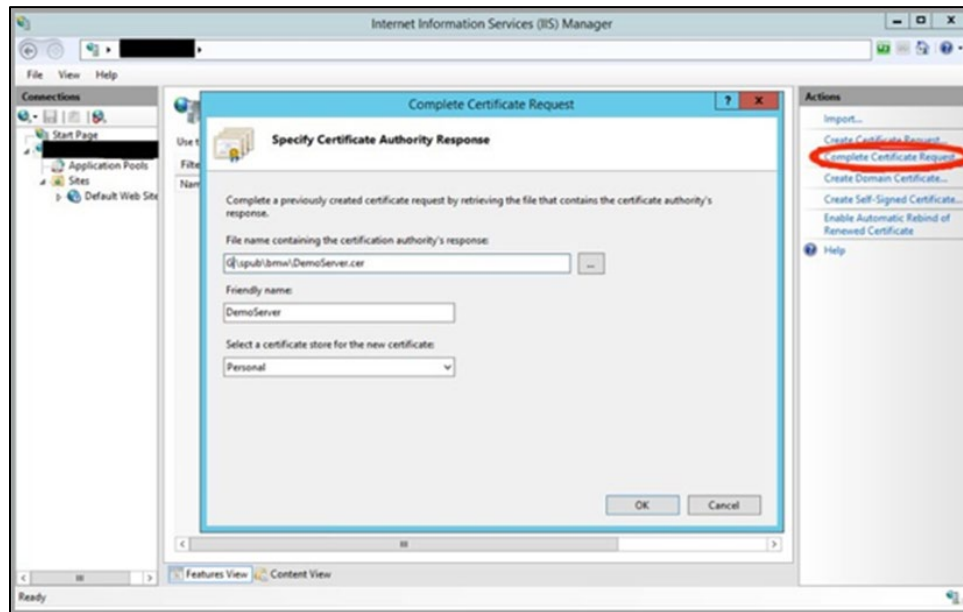 Internet Information Services (IIS) Manager
File View Help
Connections
Start Page
Application Pools
Sites
Default Web Site
Use t
Filte
Nam
Complete Certificate Request
Specify Certificate Authority Response
Complete a previously created certificate request by retrieving the file that contains the certificate authority's
response.
File name containing the certification authority's response:
G:\spub\bmw\DemoServer.cer
...
Friendly name:
DemoServer
Select a certificate store for the new certificate:
Personal
OK Cancel
Features View Content View
Actions
Import...
Create Certificate Request...
Complete Certificate Request
Create Domain Certificate...
Create Self-Signed Certificate...
Enable Automatic Rebind of
Renewed Certificate
Help
Ready